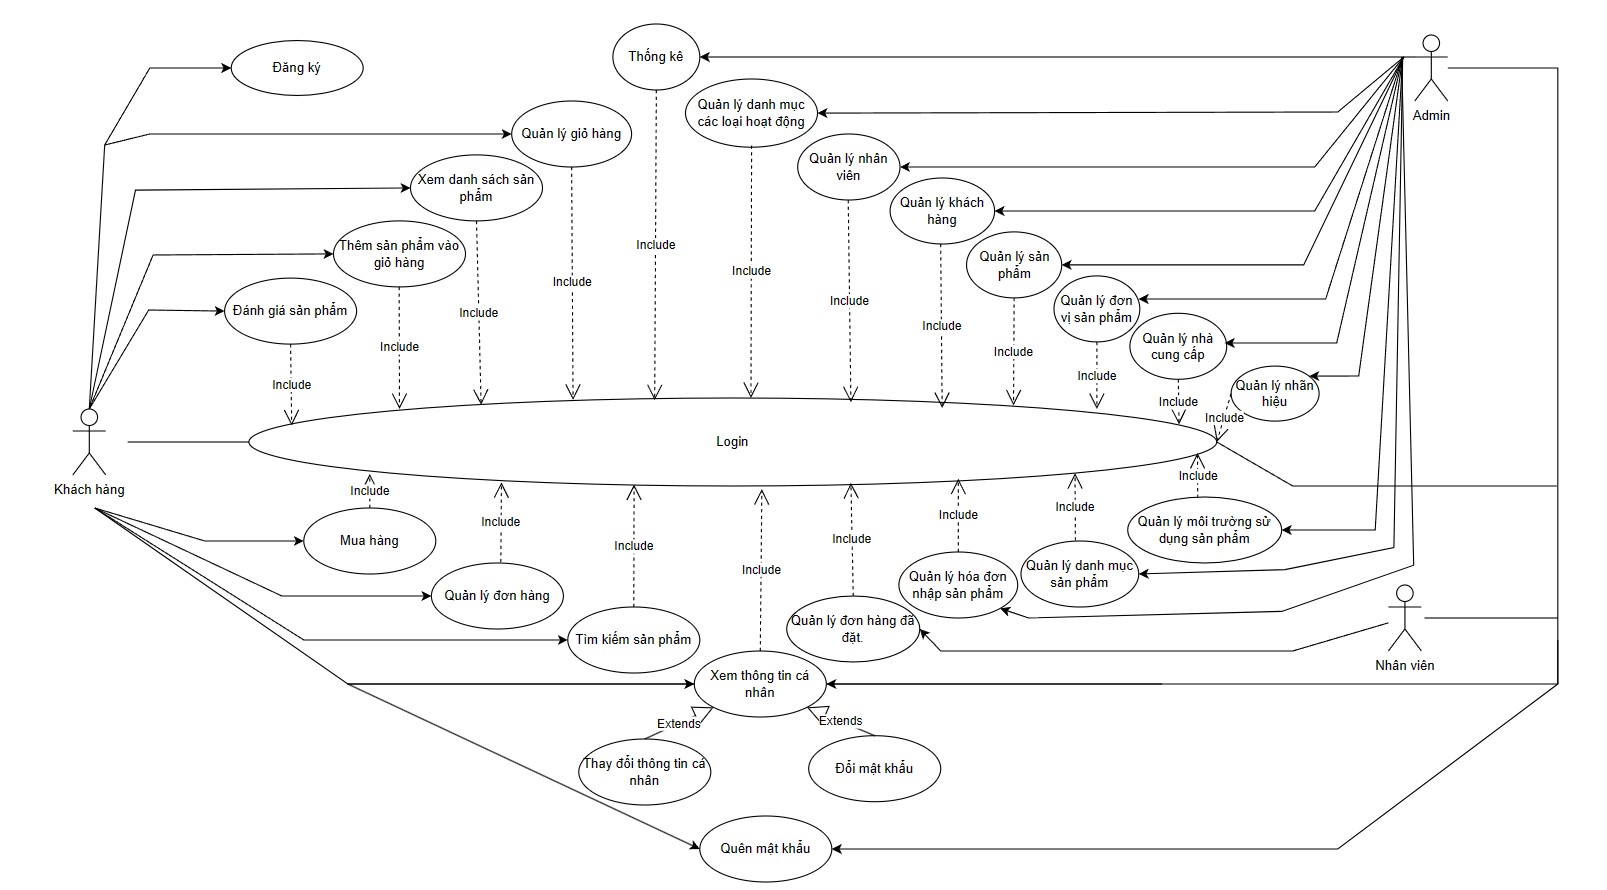 Thống kê
Đăng ký
Quản lý danh mục
các loại hoạt động
Admin
Quản lý giỏ hàng
Quản lý nhân
viên
Xem danh sách sản
phẩm
Quản lý khách
hàng
Thêm sản phẩm vào
giỏ hàng
Include
Quản lý sản
phẩm
Include
Include
Đánh giá sản phẩm
Include
Quản lý đơn
vị sản phẩm
Include
Include
Quản lý nhà
cung cấp
Include
Include
Include
Include
Quản lý nhãn
hiệu
Include
Include
Login
Khách hàng
Include
Include
Mua hàng
Include
Include
Include
Quản lý môi trường sử
dụng sản phẩm
Include
Include
Include
Quản lý đơn hàng
Quản lý hóa đơn
nhập sản phẩm
Quản lý danh mục
sản phẩm
Tìm kiếm sản phẩm
Quản lý đơn hàng đã
đặt.
Nhân viên
Xem thông tin cá
nhân
Extends
Extends
Thay đổi thông tin cá
nhân
Đổi mật khẩu
Quên mật khẩu